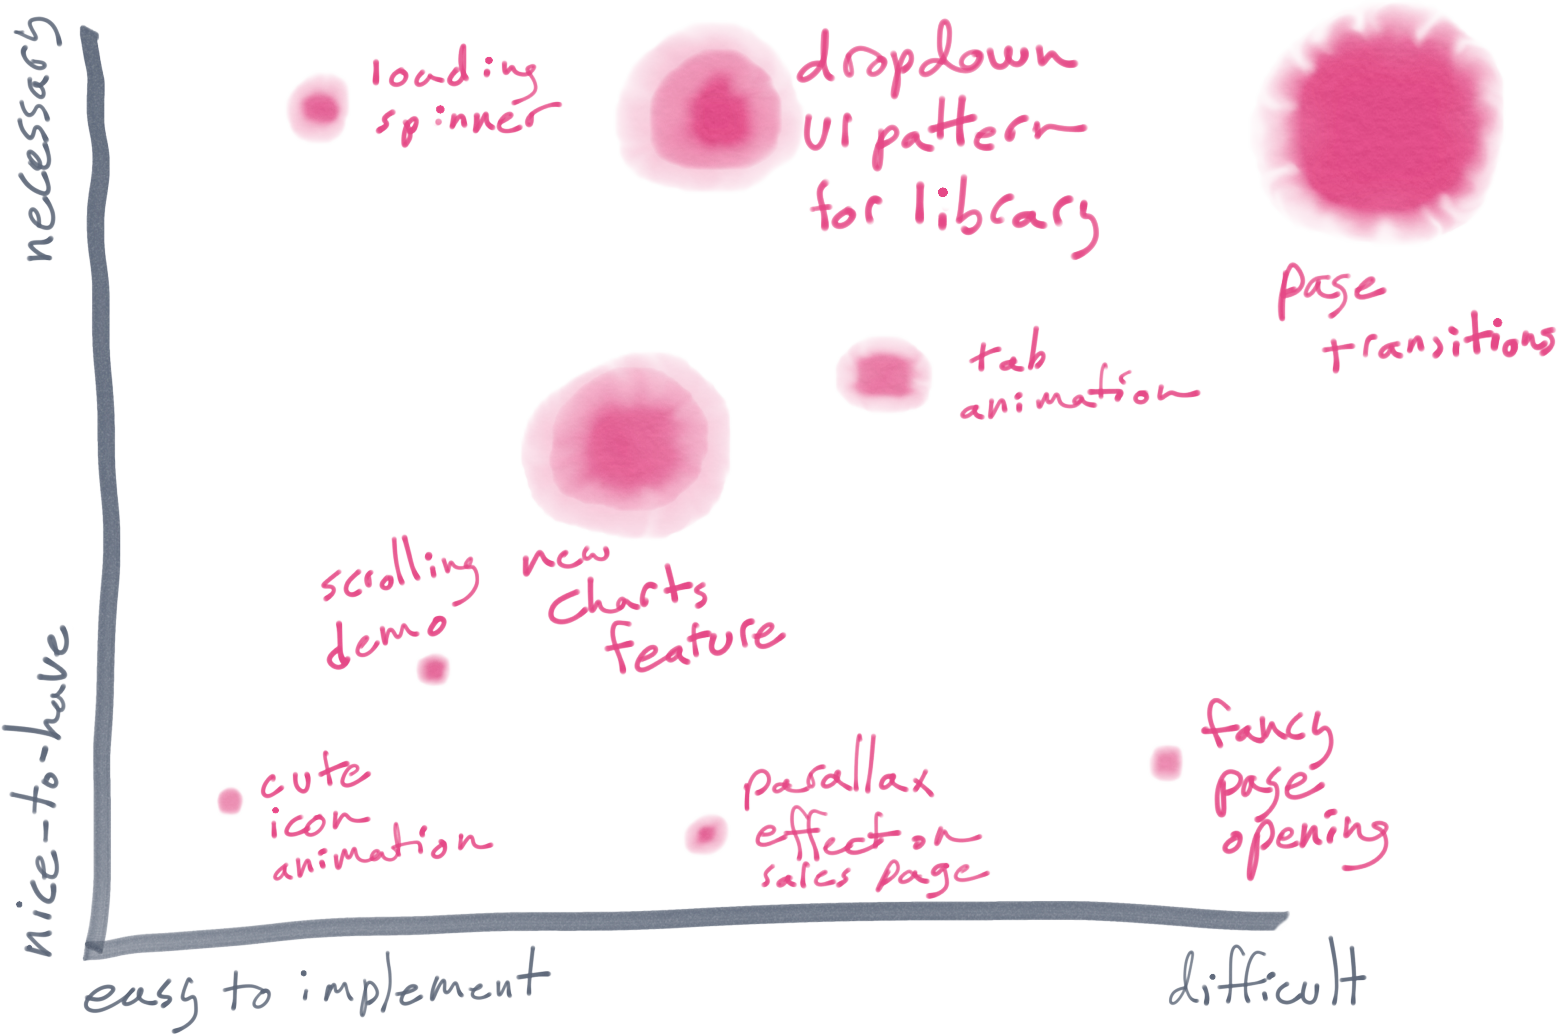 necessary
loading
spinner
dropdown
UI pattern
for library
page
transitions
tab
animation
new
charts
feature
scrolling
demo
nice-to-have
cute
icon
animation
parallax
effect on
sales page
fancy
page
opening
easy to implement
difficult